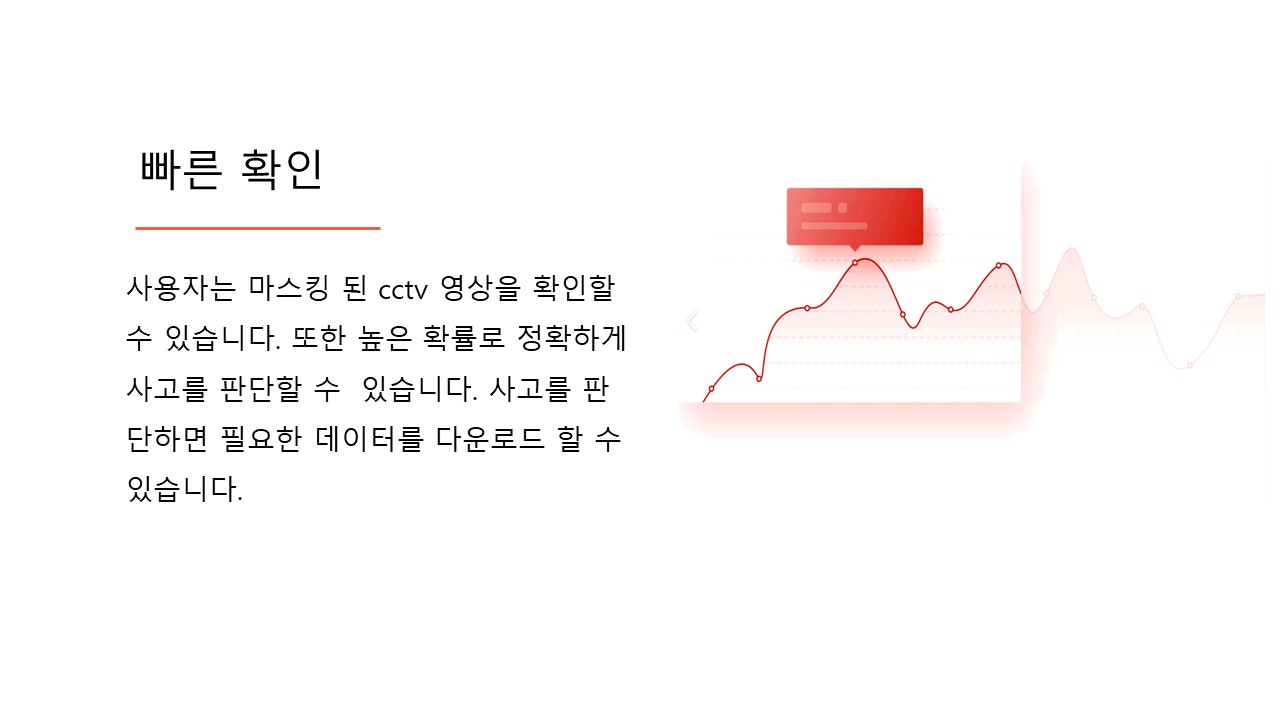 빠른 확인
사용자는 마스킹 된 cctv 영상을 확인할
수 있습니다. 또한 높은 확률로 정확하게
사고를 판단할 수  있습니다. 사고를 판
단하면 필요한 데이터를 다운로드 할 수
있습니다.